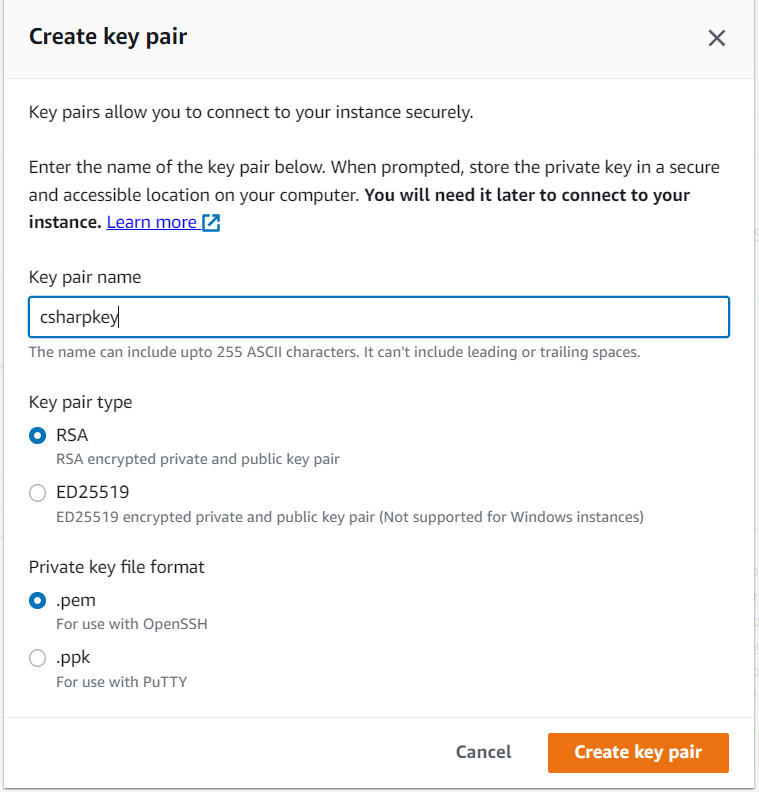 Create key pair
Key pairs allow you to connect to your instance securely.
Enter the name of the key pair below. When prompted, store the private key in a secure
and accessible location on your computer. You will need it later to connect to your
instance. Learn more
Key pair name
csharpkey
The name can include upto 255 ASCII characters. It can't include leading or trailing spaces.
Key pair type
RSA
RSA encrypted private and public key pair
ED25519
ED25519 encrypted private and public key pair (Not supported for Windows instances)
Private key file format
.pem
For use with OpenSSH
.ppk
For use with PuTTY
Cancel
Create key pair